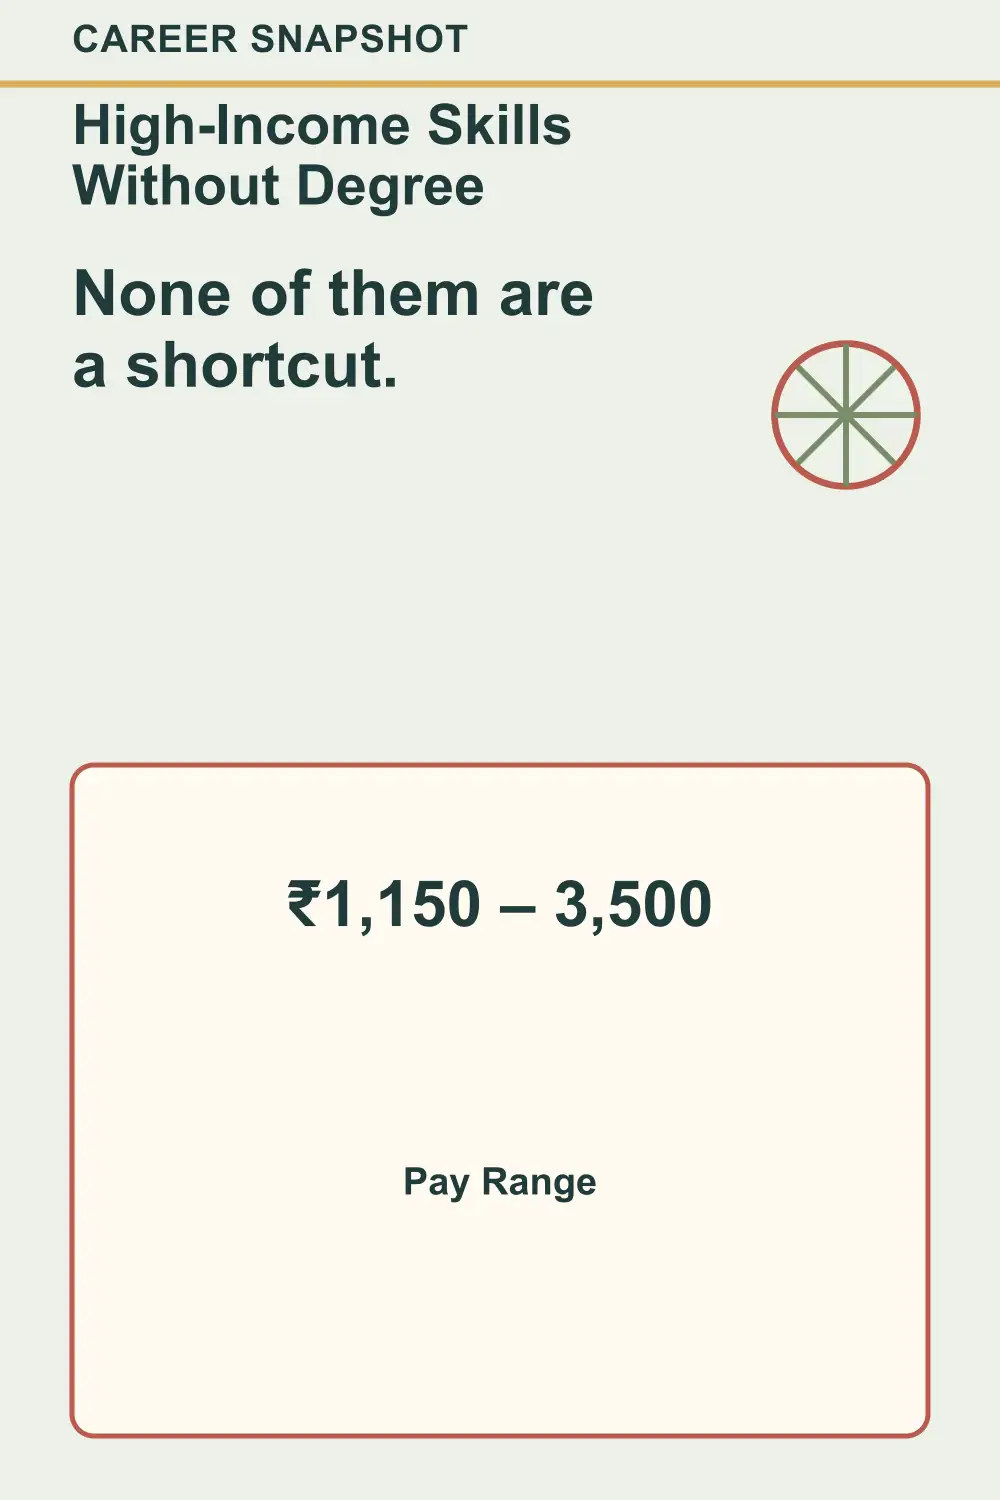 CAREER SNAPSHOT
High-Income Skills
Without Degree
None of them are
a shortcut.
₹1,150 – 3,500
Pay Range